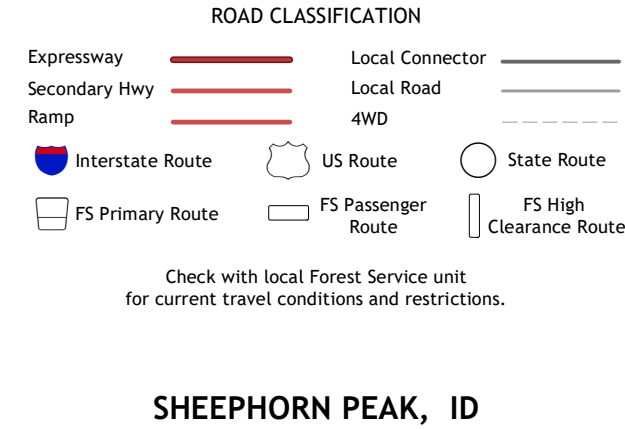 ROAD CLASSIFICATION
Expressway
Local Connector
Secondary Hwy
Local Road
Ramp
4WD
Interstate Route
US Route
State Route
FS Primary Route
FS Passenger
Route
FS High
Clearance Route
Check with local Forest Service unit
for current travel conditions and restrictions.
SHEEPHORN PEAK, ID